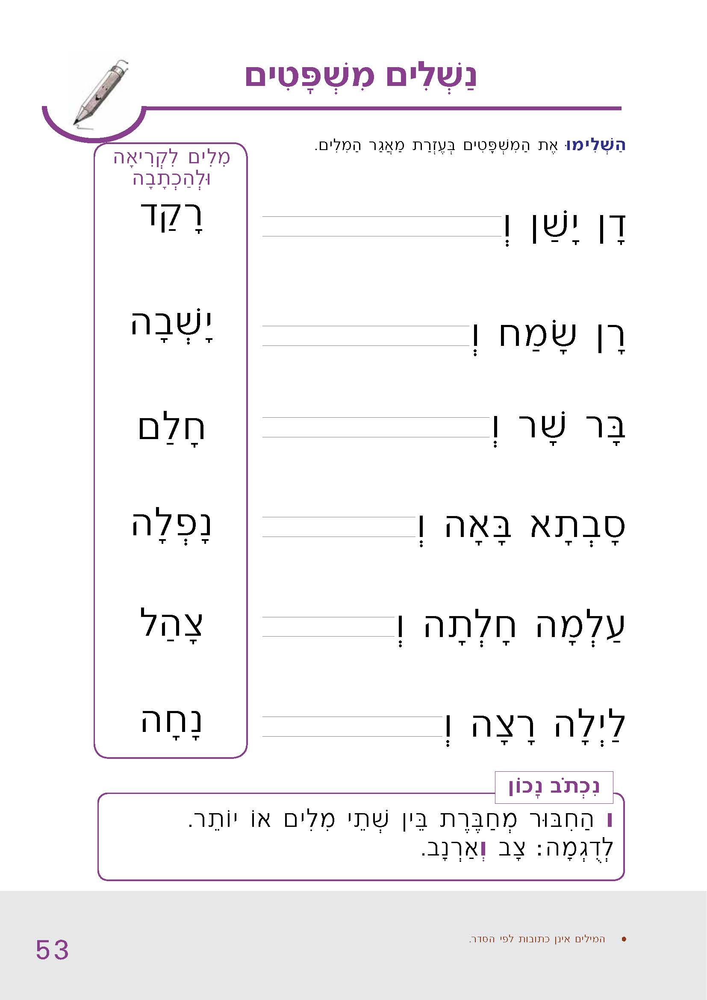 נַשְׁלִים מִשְׁפָּטִים
הַשְׁלִימוּ אֶת הַמִּשְׁפָּטִים בְּעֶזְרַת מַאֲגַר הַמִּלִים.
מִלִים לִקְרִיאָה
וּלְהַכְתָבָה
דָן יָשַׁן וְ
רָקַד
רָן שָׂמַח וְ
יָשְׁבָה
בָּר שָׁר וְ
חָלַם
סָבְתָא בָּאָה וְ
נָפְלָה
עַלְמָה חָלְתָה וְ
צָהַל
לַיְלָה רָצָה וְ
נָחָה
נִכְתֹב נָכוֹן
ו הַחִבּוּר מְחַבֶּרֶת בֵּין שְׁתֵי מִלִים אוֹ יוֹתֵר.
לְדֻגְמָה: צָב וְאַרְנָב.
• המילים אינן כתובות לפי הסדר.
53